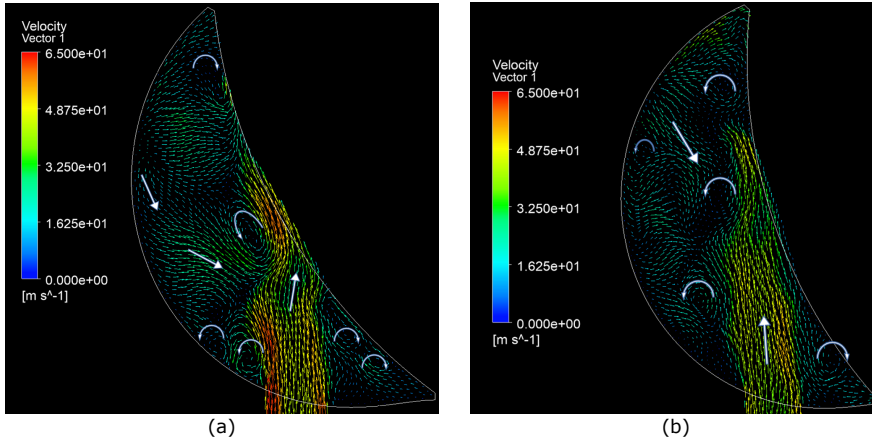 Velocity
Vector 1
6.500e+01
4.875e+01
3.250e+01
1.625e+01
0.000e+00
[m s^-1]
(a)
Velocity
Vector 1
6.500e+01
4.875e+01
3.250e+01
1.625e+01
0.000e+00
[m s^-1]
(b)